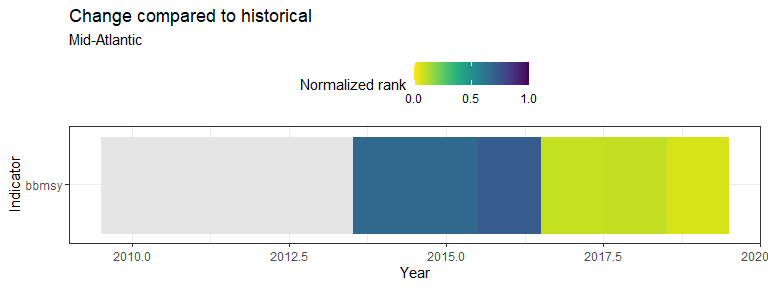 Change compared to historical
Mid-Atlantic
Normalized rank
0.0 0.5 1.0
Indicator
bbmsy
2010.0 2012.5 2015.0 2017.5 2020
Year